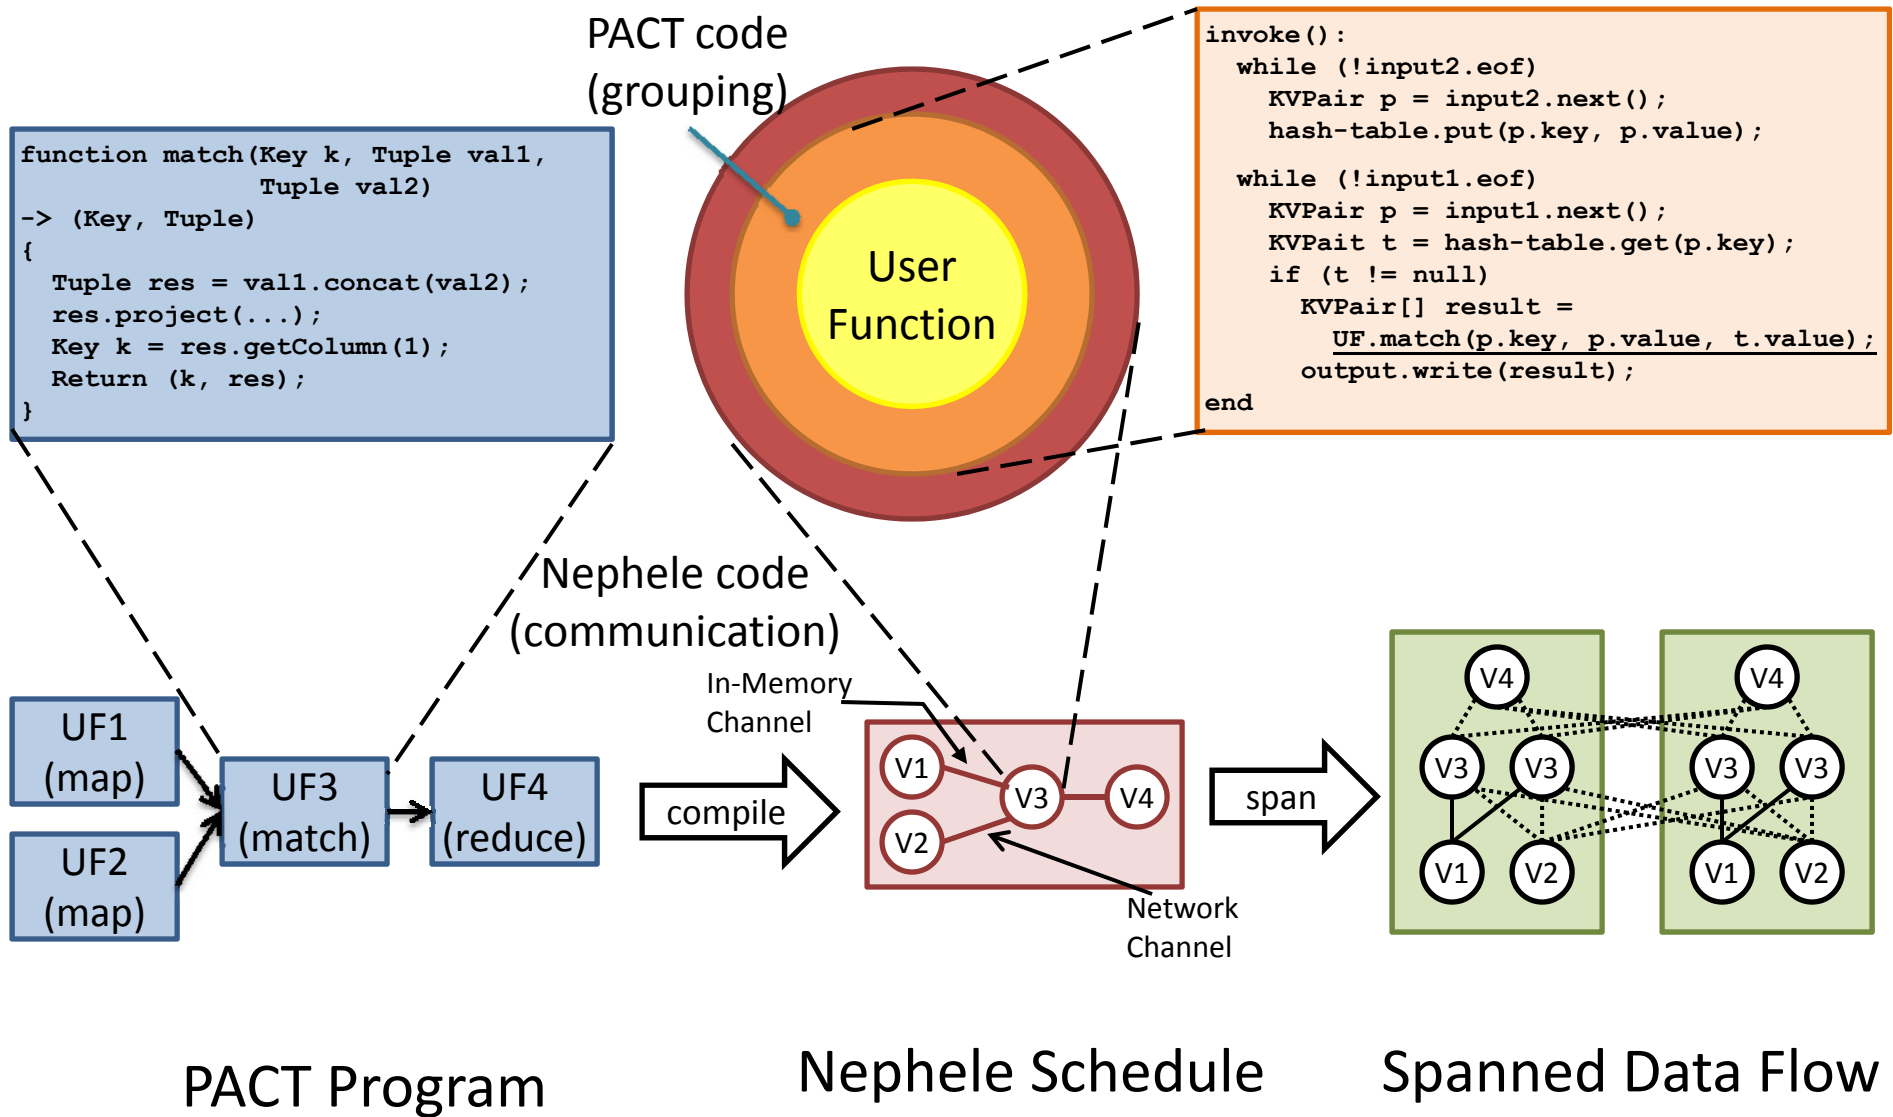 PACT code
(grouping)
function match(Key k, Tuple val1,
Tuple val2)
-> (Key, Tuple)
{
Tuple res = val1.concat(val2);
res.project(...);
Key k = res.getColumn(1);
Return (k, res);
}
User
Function
invoke():
while (!input2.eof)
KVPair p = input2.next();
hash-table.put(p.key, p.value);
while (!input1.eof)
KVPair p = input1.next();
KVPait t = hash-table.get(p.key);
if (t != null)
KVPair[] result =
UF.match(p.key, p.value, t.value);
output.write(result);
end
Nephele code
(communication)
UF1
(map)
UF2
(map)
UF3
(match)
UF4
(reduce)
compile
In-Memory
Channel
V1
V2
V3
V4
Network
Channel
span
V4
V3
V3
V1
V2
V4
V3
V3
V1
V2
PACT Program
Nephele Schedule
Spanned Data Flow